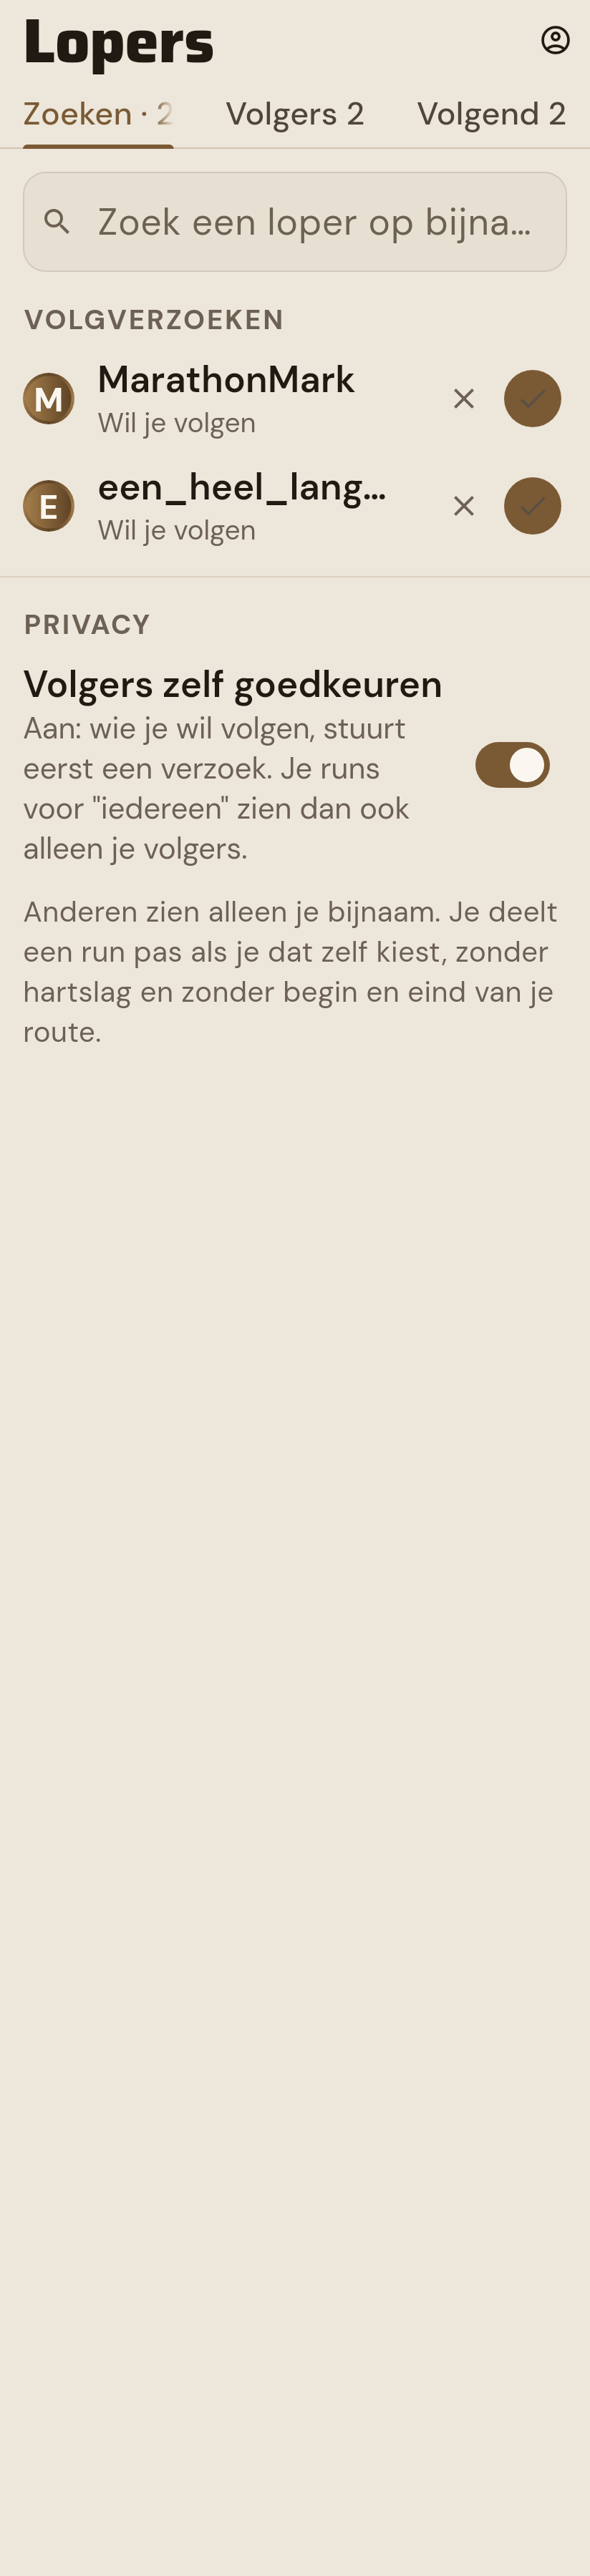 Lopers
Zoeken · 2
Volgers 2
Volgend 2
Zoek een loper op bijna...
VOLGVERZOEKEN
M
MarathonMark
Wil je volgen
E
een_heel_lang...
Wil je volgen
PRIVACY
Volgers zelf goedkeuren
Aan: wie je wil volgen, stuurt
eerst een verzoek. Je runs
voor "iedereen" zien dan ook
alleen je volgers.
Anderen zien alleen je bijnaam. Je deelt
een run pas als je dat zelf kiest, zonder
hartslag en zonder begin en eind van je
route.